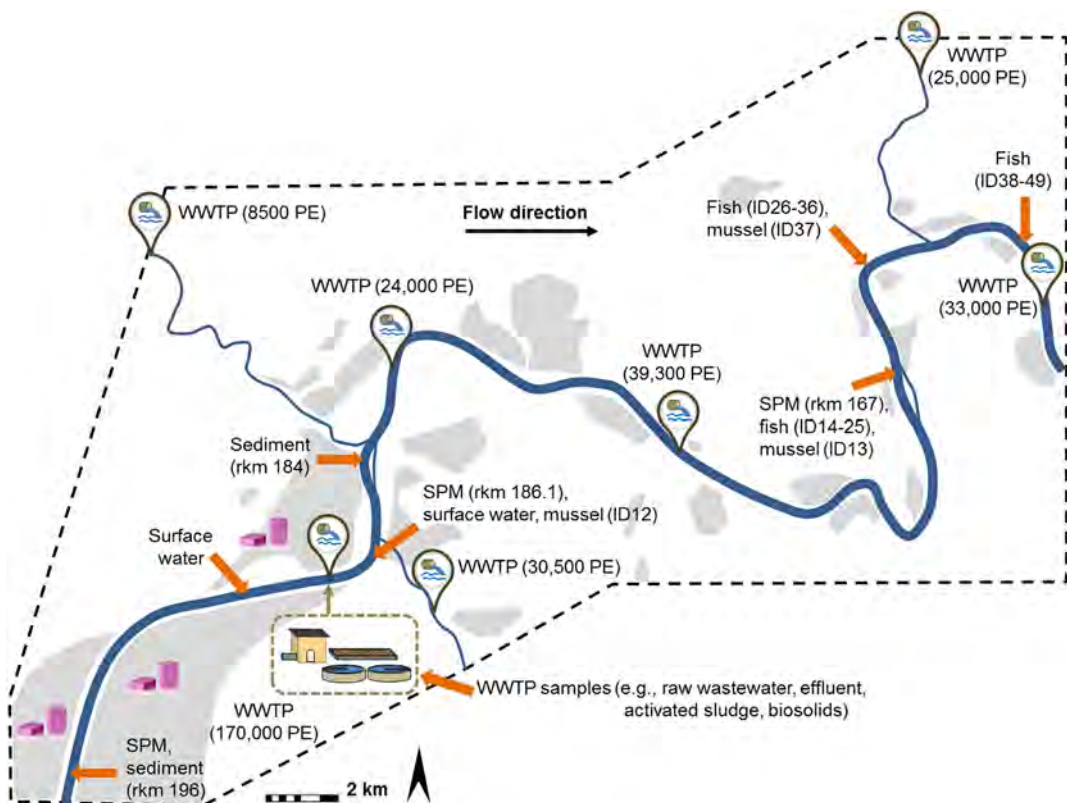 WWTP
(25,000 PE)
Fish
(ID38-49)
WWTP (8500 PE)
Flow direction
Fish (ID26-36),
mussel (ID37)
WWTP (24,000 PE)
WWTP
(33,000 PE)
WWTP
(39,300 PE)
SPM (rkm 167),
fish (ID14-25),
mussel (ID13)
Sediment
(rkm 184)
SPM (rkm 186.1),
surface water, mussel (ID12)
Surface
water
WWTP (30,500 PE)
WWTP samples (e.g., raw wastewater, effluent,
activated sludge, biosolids)
WWTP
(170,000 PE)
SPM,
sediment
(rkm 196)
2 km